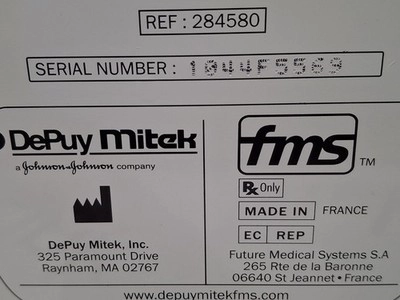 REF : 284580
SERIAL NUMBER : 1044F5569
DePuy Mitek
a Johnson & Johnson company
DePuy Mitek, Inc.
325 Paramount Drive
Raynham, MA 02767
fms TM
Rx Only
MADE IN FRANCE
EC REP
Future Medical Systems S.A
265 Rte de la Baronne
06640 St Jeannet • France
www.depuymitekfms.com